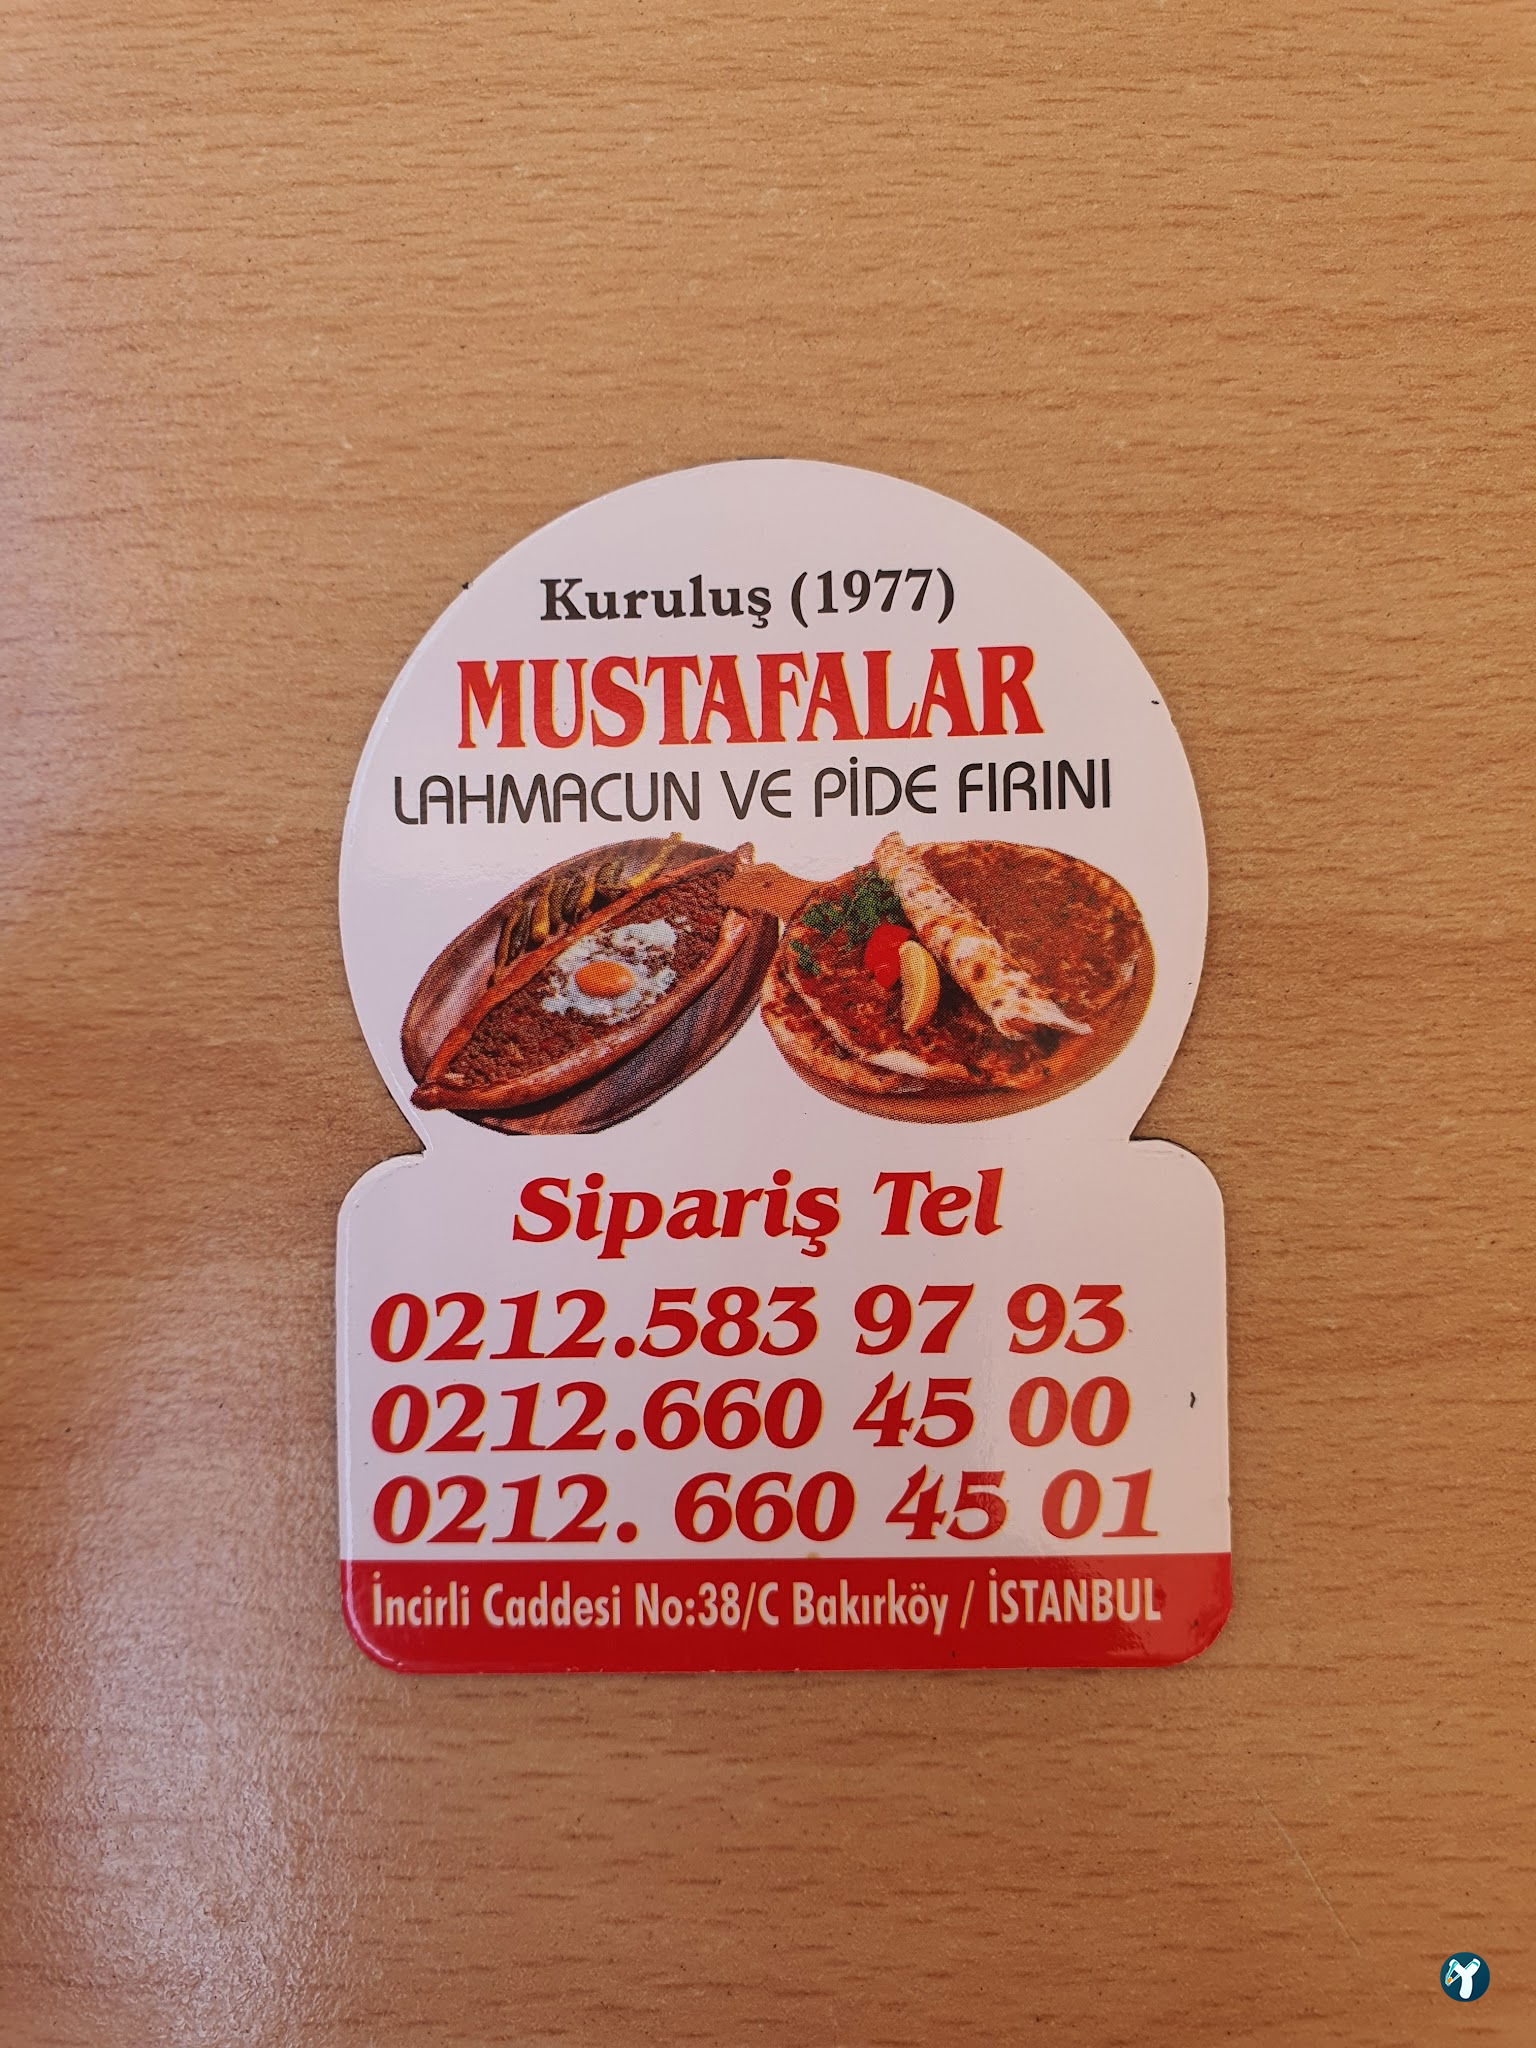 Kuruluş (1977)
MUSTAFALAR
LAHMACUN VE PİDE FIRINI
Sipariş Tel
0212.583 97 93
0212.660 45 00
0212. 660 45 01
İncirli Caddesi No:38/C Bakırköy / İSTANBUL